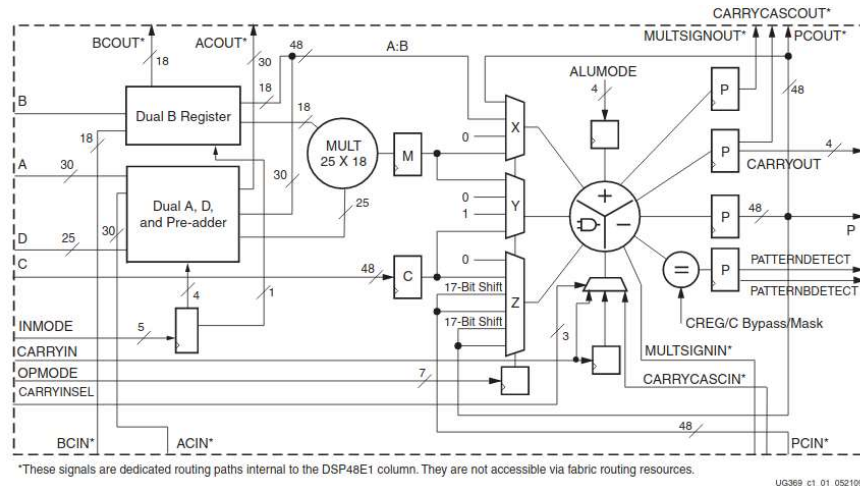 CARRYCASCOUT*
BCOUT* ACOUT* MULTSIGNOUT* PCOUT*
48 A:B
18 30 ALUMODE
18 4 48
B 18 P
Dual B Register X
0
18 MULT 25 X 18 M P 4
A 30 CARRYOUT
30 +
Dual A, D, and Pre-adder 0 Y P 48
30 25 1 − P
D 25
C 0 PATTERNDETECT
48 C = P
4 1 17-Bit Shift Z PATTERNBDETECT
INMODE 5 17-Bit Shift 3 CREG/C Bypass/Mask
CARRYIN MULTSIGNIN*
OPMODE 7
CARRYINSEL CARRYCASCIN*
48
BCIN* ACIN* PCIN*
*These signals are dedicated routing paths internal to the DSP48E1 column. They are not accessible via fabric routing resources.
UG369_c1_01_052109